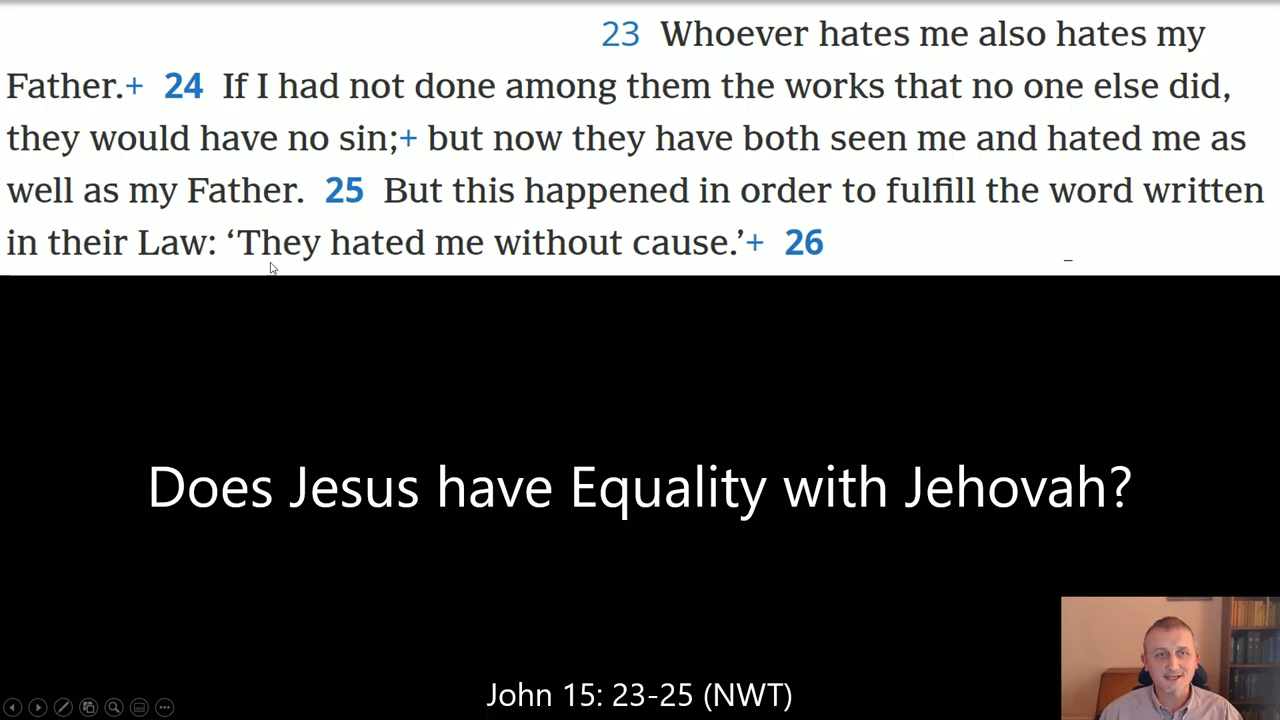 23 Whoever hates me also hates my
Father.+ 24 If I had not done among them the works that no one else did,
they would have no sin;+ but now they have both seen me and hated me as
well as my Father. 25 But this happened in order to fulfill the word written
in their Law: ‘They hated me without cause.’+ 26
Does Jesus have Equality with Jehovah?
John 15: 23-25 (NWT)